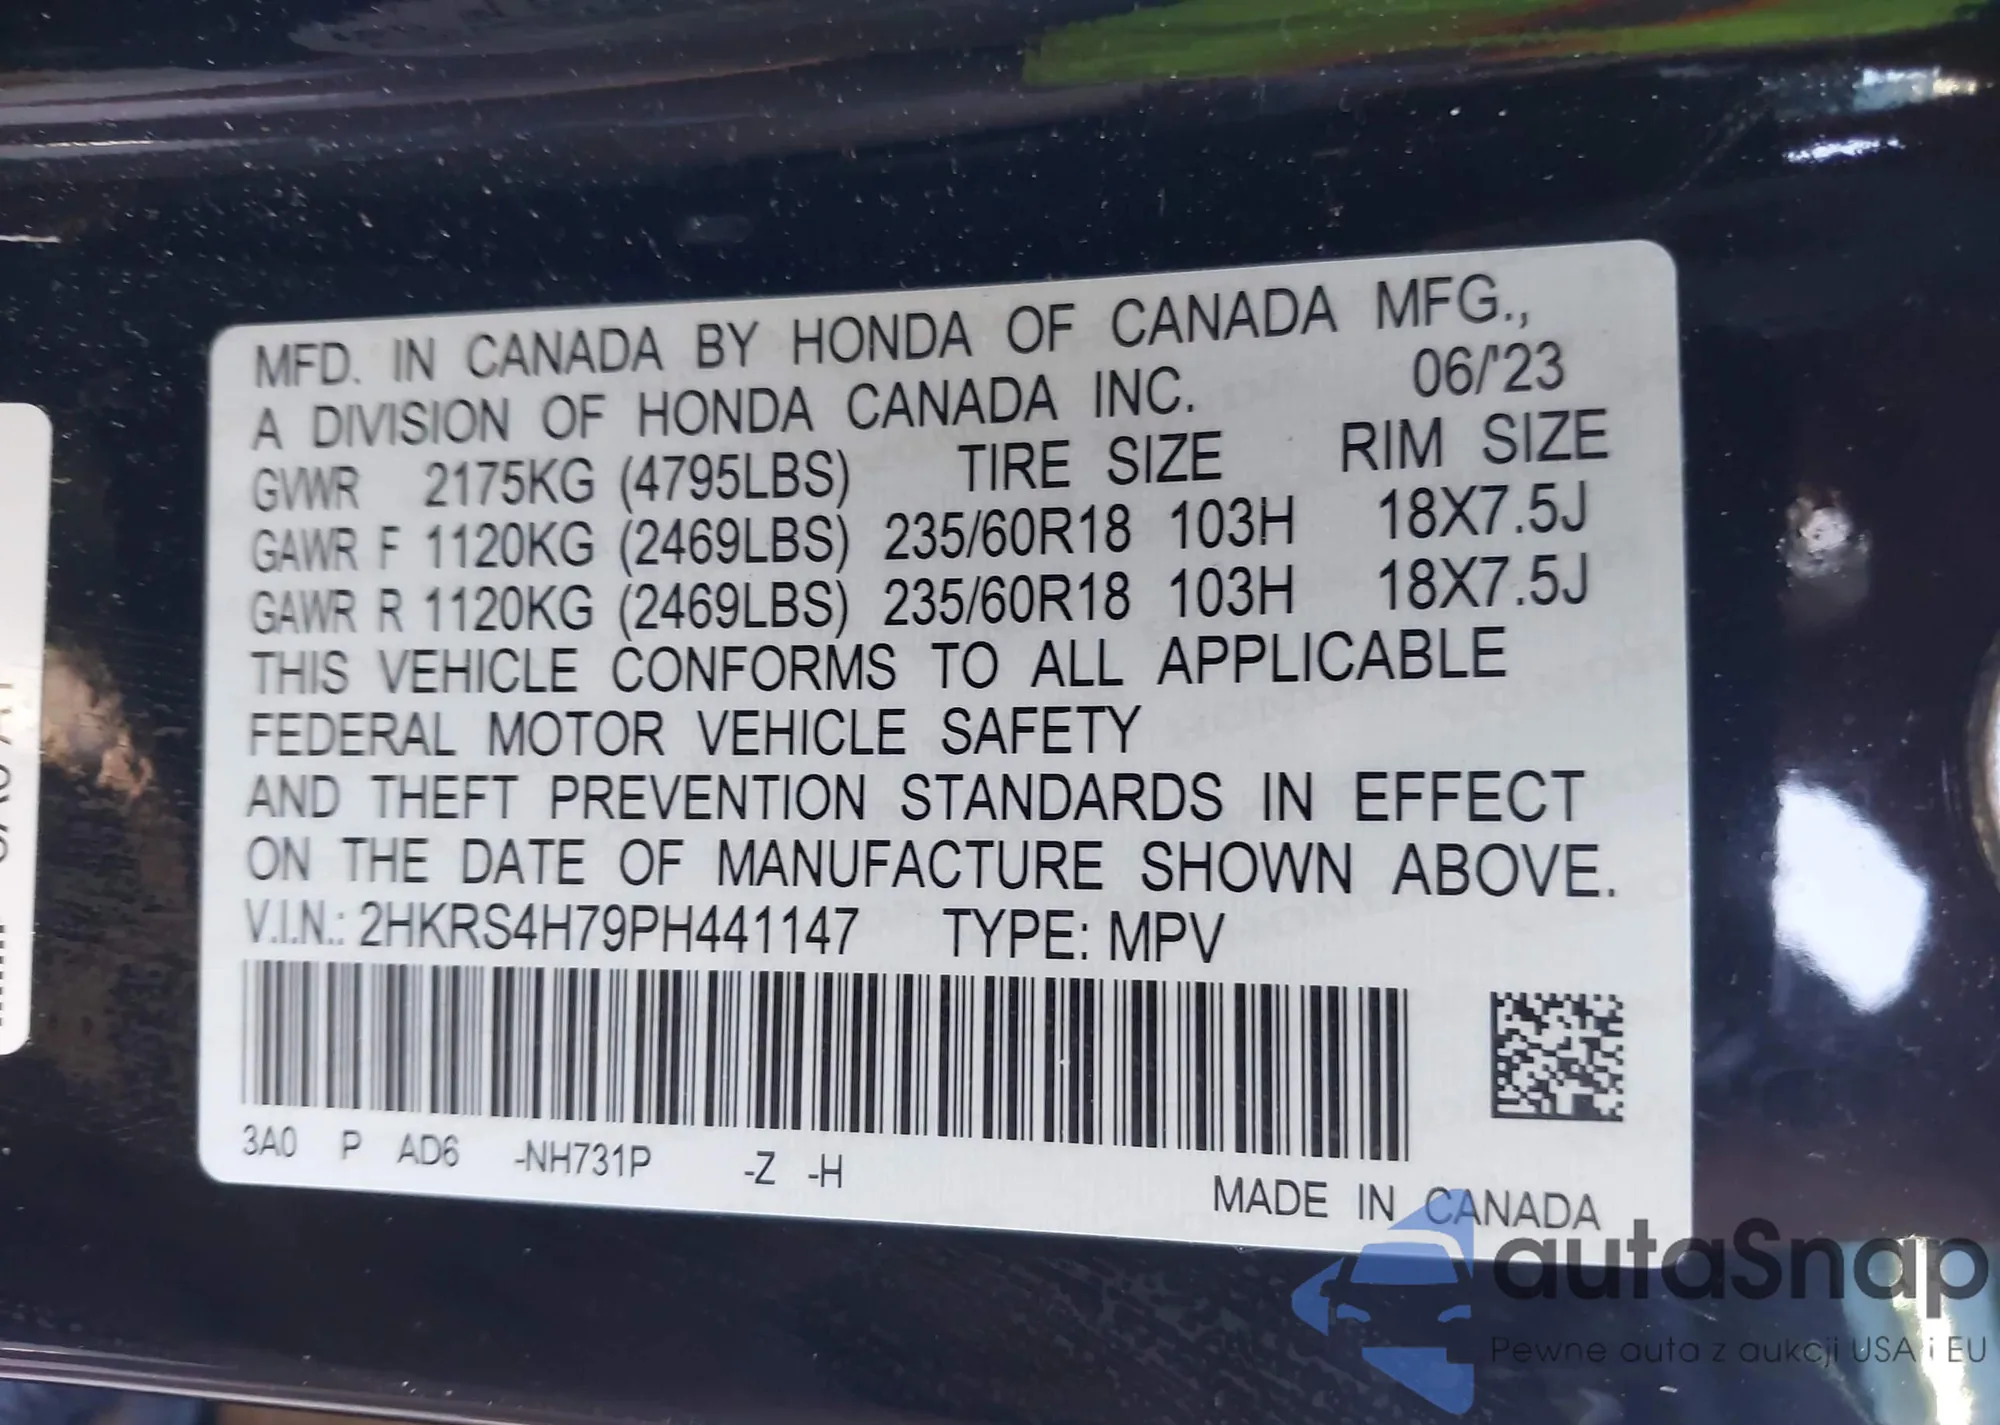 MFD. IN CANADA BY HONDA OF CANADA MFG.,
A DIVISION OF HONDA CANADA INC. 06/'23
GVWR 2175KG (4795LBS) TIRE SIZE RIM SIZE
GAWR F 1120KG (2469LBS) 235/60R18 103H 18X7.5J
GAWR R 1120KG (2469LBS) 235/60R18 103H 18X7.5J
THIS VEHICLE CONFORMS TO ALL APPLICABLE
FEDERAL MOTOR VEHICLE SAFETY
AND THEFT PREVENTION STANDARDS IN EFFECT
ON THE DATE OF MANUFACTURE SHOWN ABOVE.
V.I.N.: 2HKRS4H79PH441147 TYPE: MPV
3A0 P AD6 -NH731P -Z -H
MADE IN CANADA
autaSnap
Pewne auta z aukcji USA i EU